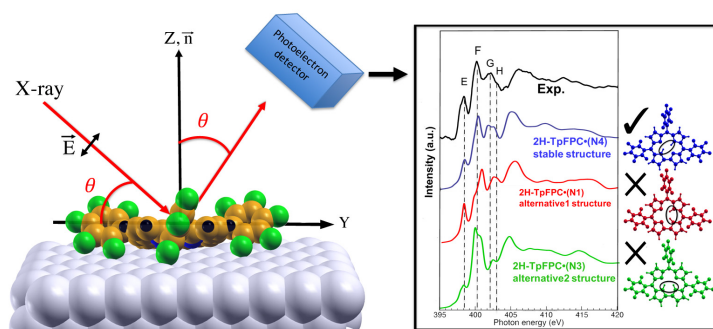 Z, n⃗
Photoelectron
detector
X-ray
E⃗
θ
θ
Y
F
E
G
H
Exp.
2H-TpFPC•(N4)
stable structure
2H-TpFPC•(N1)
alternative1 structure
2H-TpFPC•(N3)
alternative2 structure
Intensity (a.u.)
395 400 405 410 415 420
Photon energy (eV)